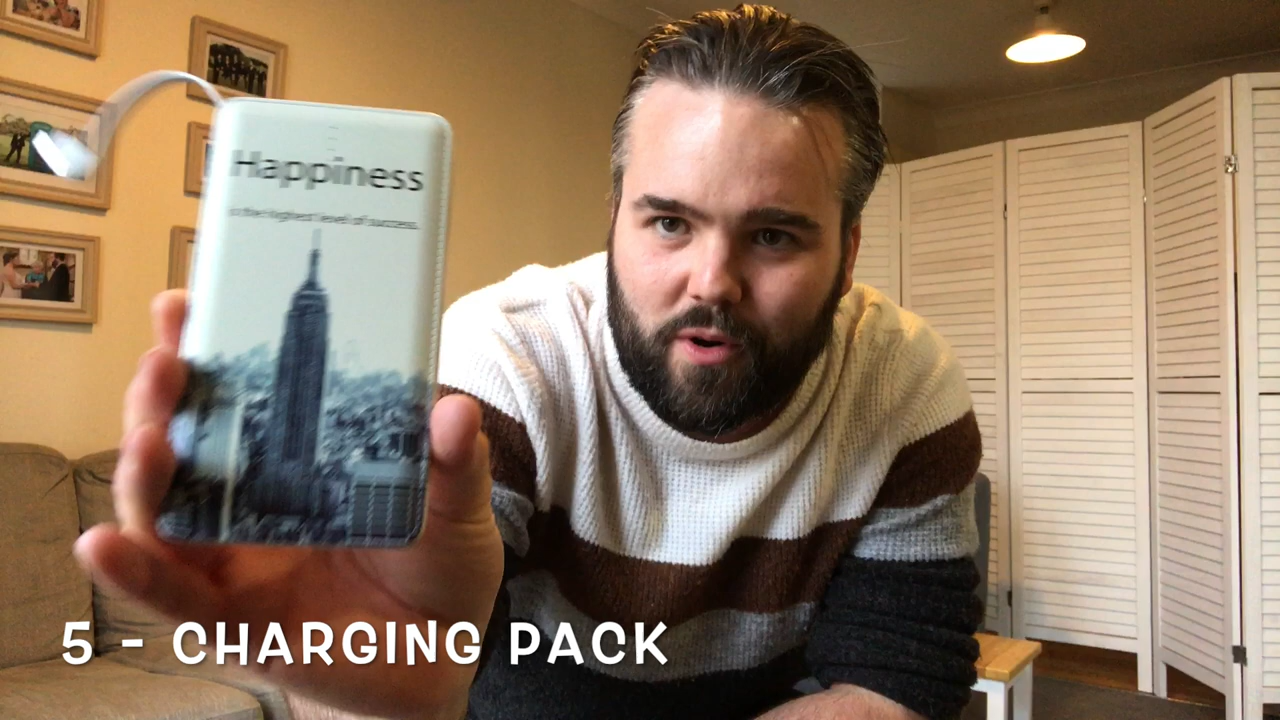 Happiness
is the highest level of success.
5 - CHARGING PACK